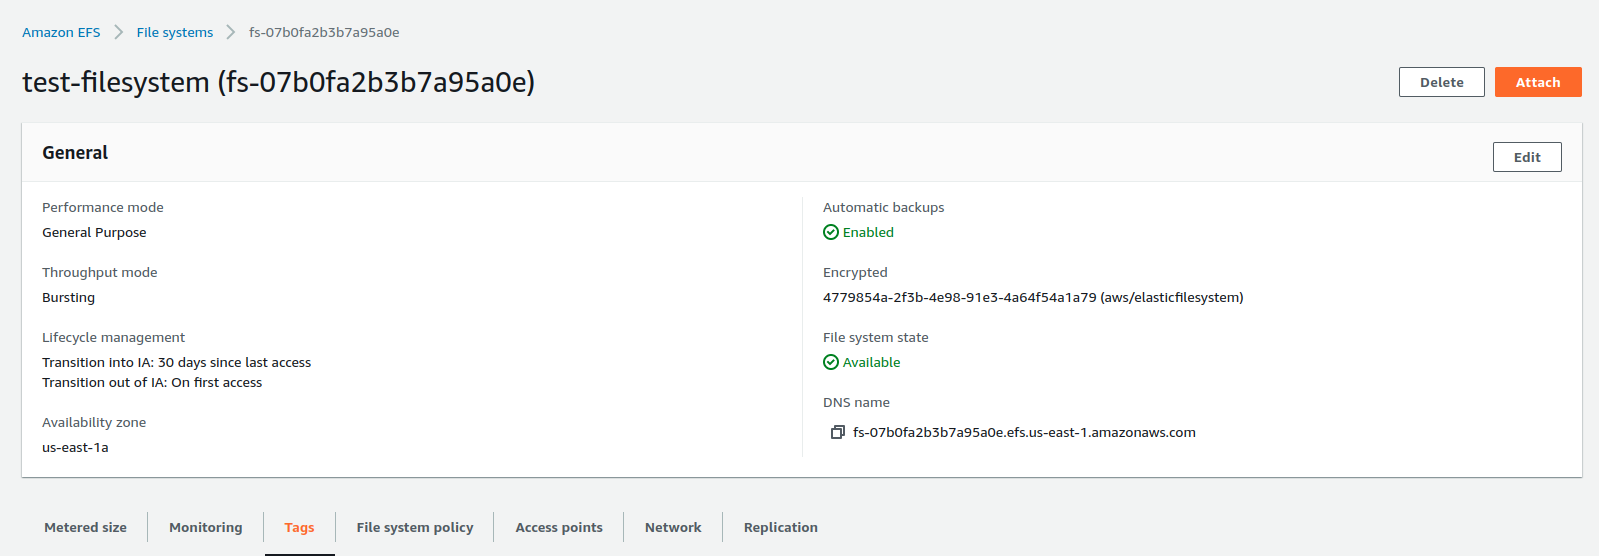 Amazon EFS > File systems > fs-07b0fa2b3b7a95a0e
test-filesystem (fs-07b0fa2b3b7a95a0e)
Delete
Attach
General
Edit
Performance mode
General Purpose
Throughput mode
Bursting
Lifecycle management
Transition into IA: 30 days since last access
Transition out of IA: On first access
Availability zone
us-east-1a
Automatic backups
Enabled
Encrypted
4779854a-2f3b-4e98-91e3-4a64f54a1a79 (aws/elasticfilesystem)
File system state
Available
DNS name
fs-07b0fa2b3b7a95a0e.efs.us-east-1.amazonaws.com
Metered size
Monitoring
Tags
File system policy
Access points
Network
Replication